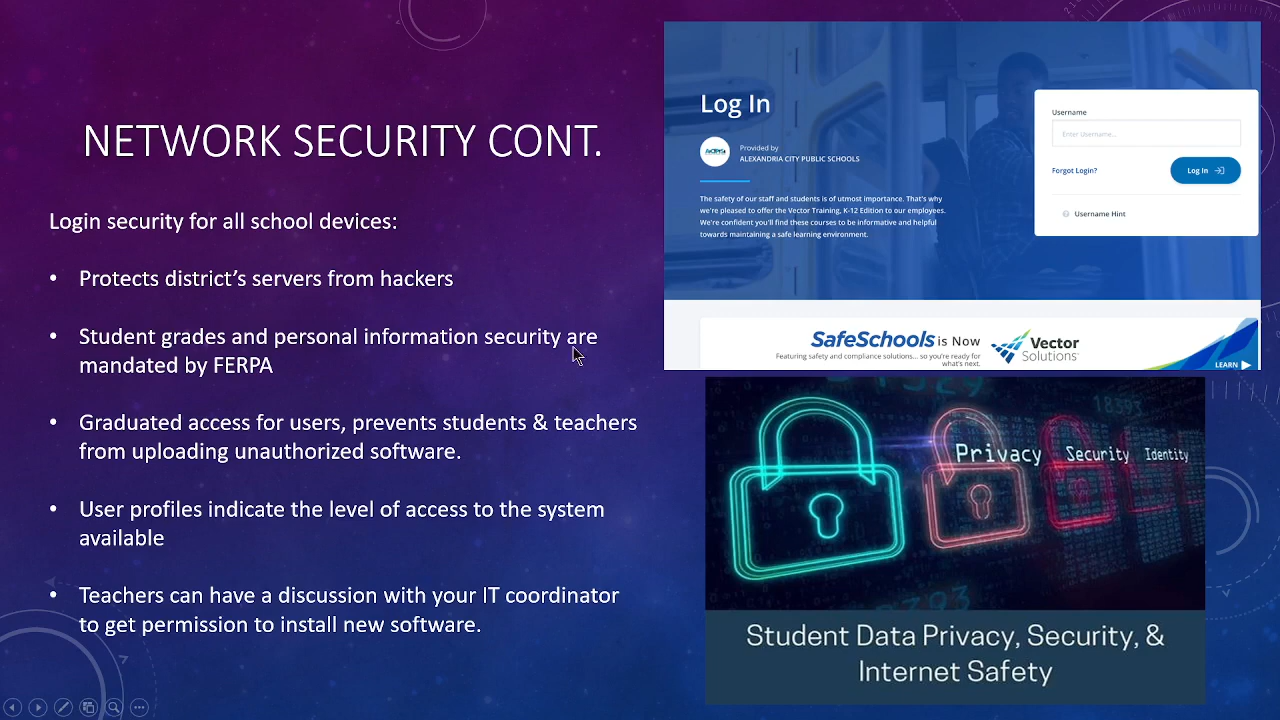 NETWORK SECURITY CONT.
Login security for all school devices:
• Protects district's servers from hackers
• Student grades and personal information security are
mandated by FERPA
• Graduated access for users, prevents students & teachers
from uploading unauthorized software.
• User profiles indicate the level of access to the system
available
• Teachers can have a discussion with your IT coordinator
to get permission to install new software.
Log In
Provided by
ALEXANDRIA CITY PUBLIC SCHOOLS
The safety of our staff and students is of utmost importance. That's why
we're pleased to offer the Vector Training, K-12 Edition to our employees.
We're confident you'll find these courses to be informative and helpful
towards maintaining a safe learning environment.
Username
Enter Username...
Forgot Login?
Log In
Username Hint
SafeSchools is Now
Featuring safety and compliance solutions... so you're ready for
what's next.
Vector
Solutions
LEARN
18393
Privacy Security Identity
Student Data Privacy, Security, &
Internet Safety